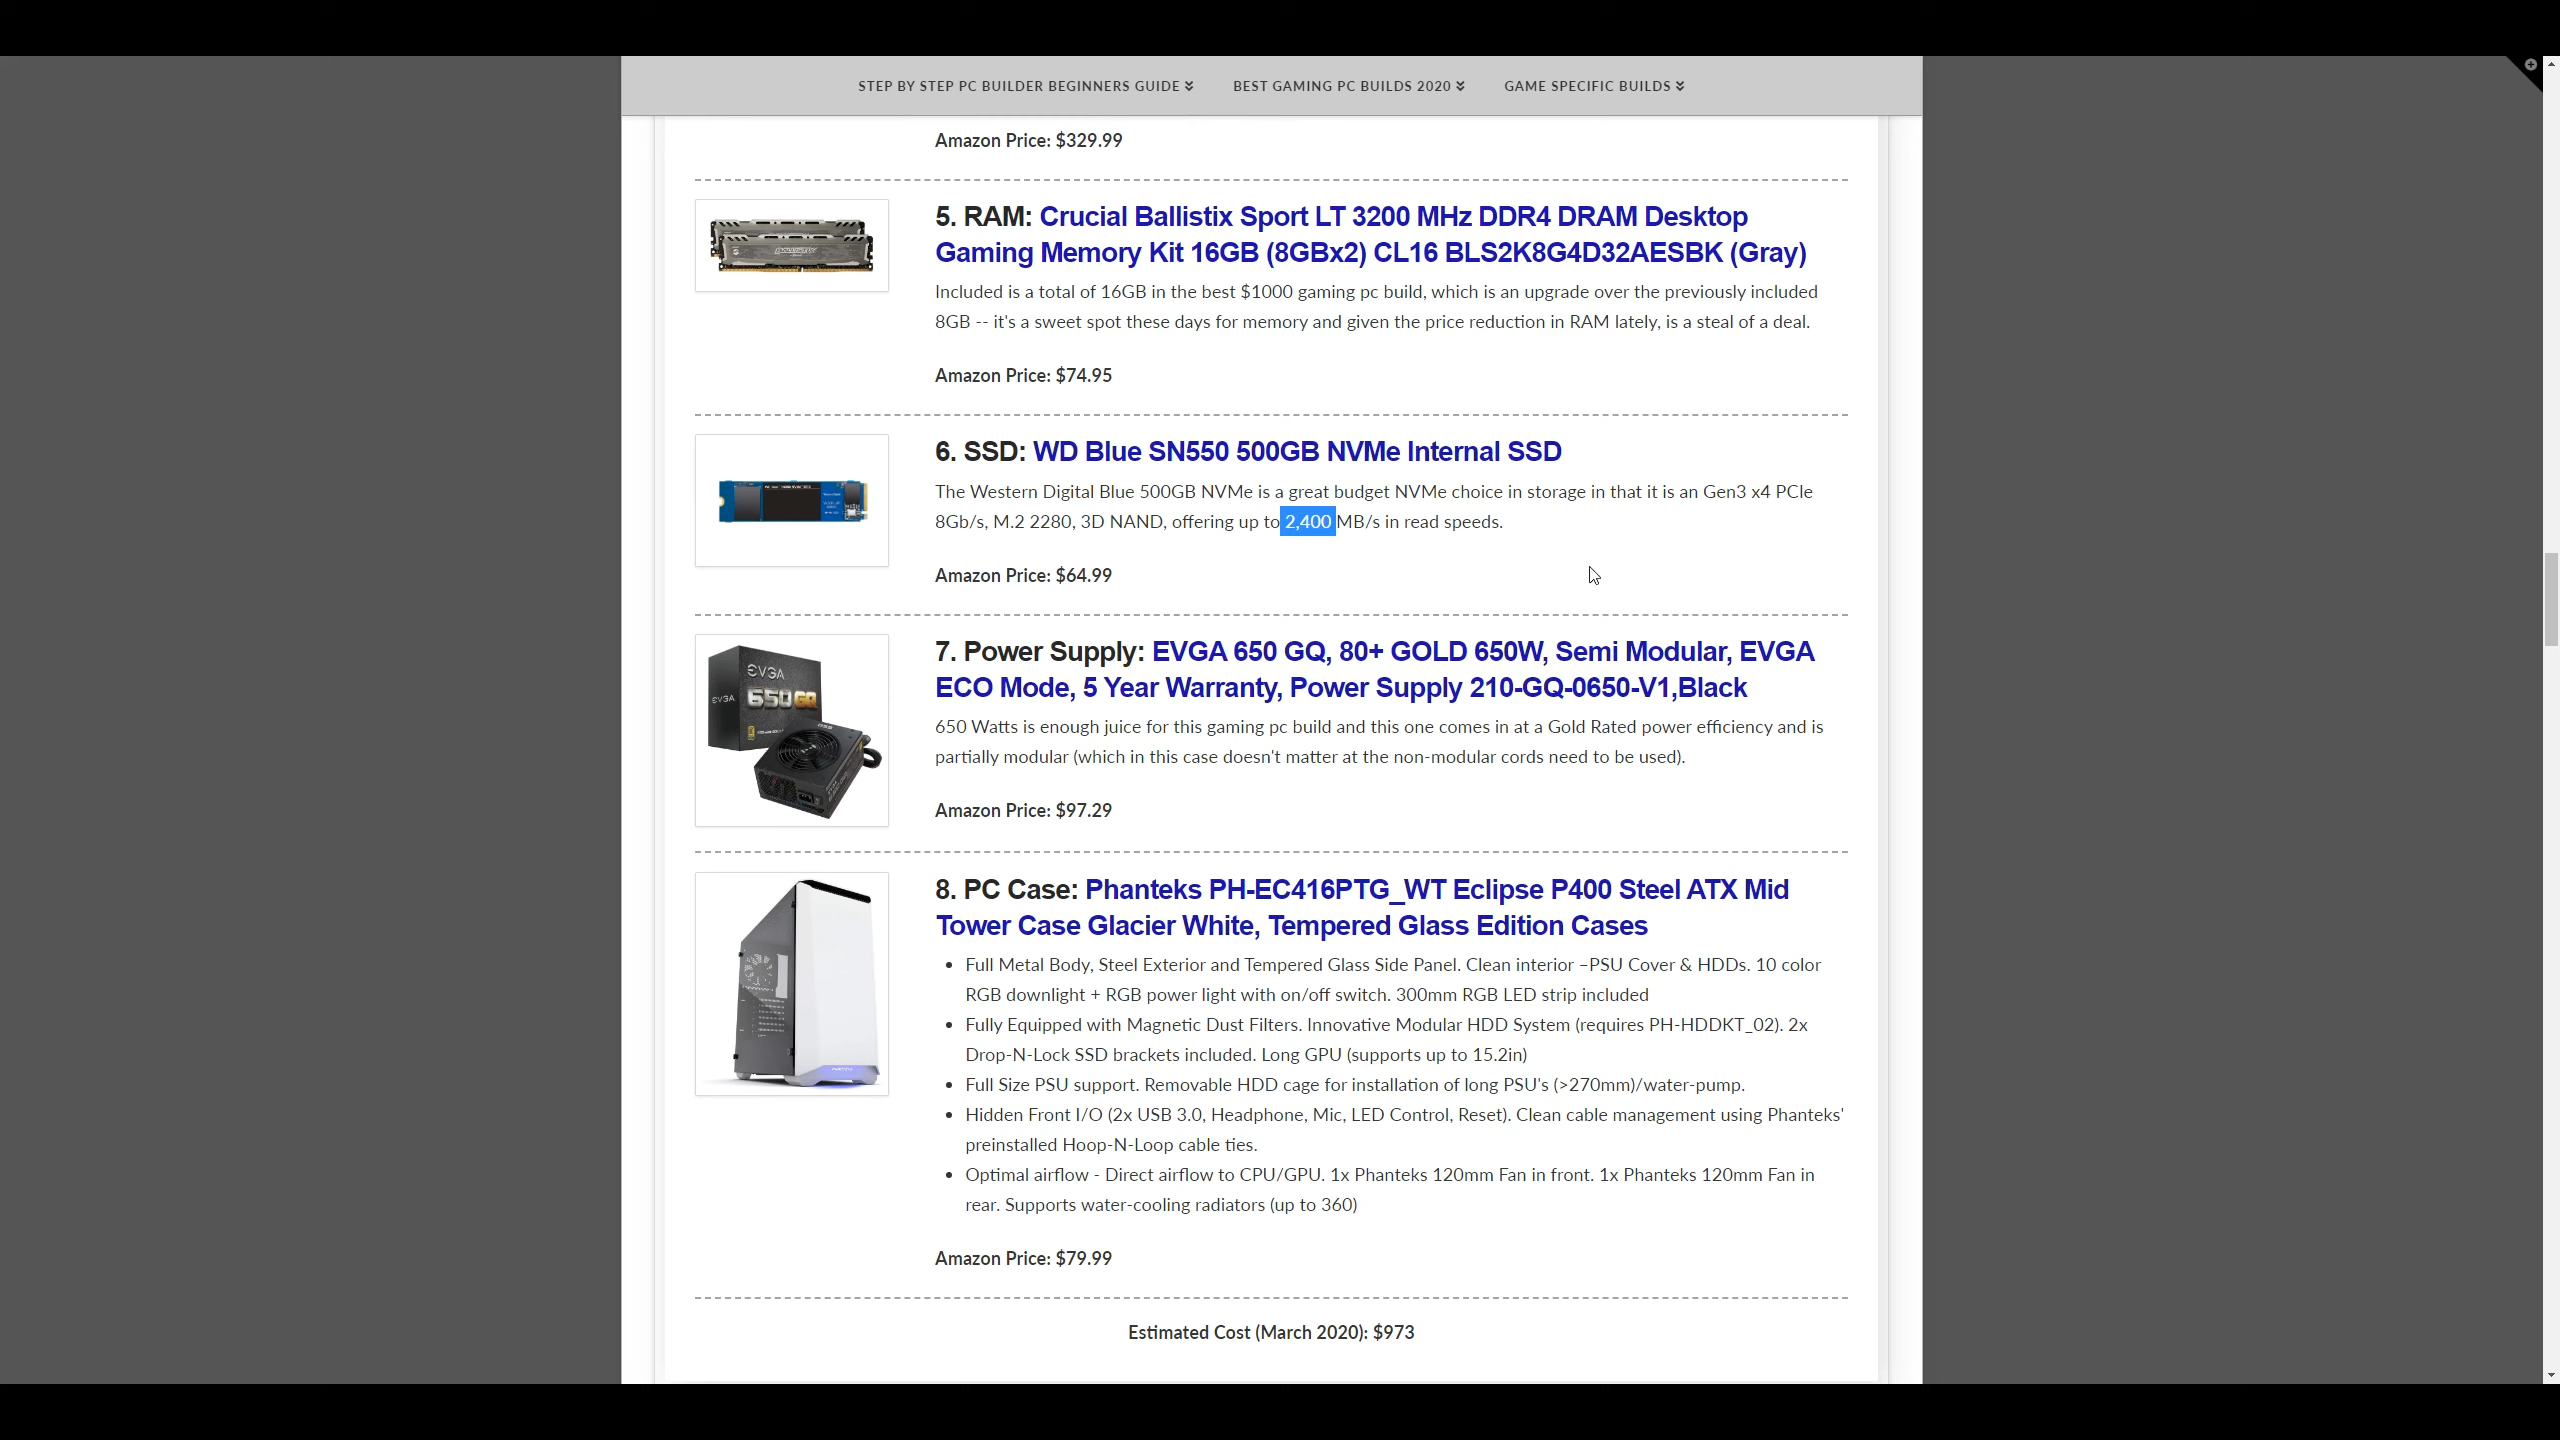 STEP BY STEP PC BUILDER BEGINNERS GUIDE
BEST GAMING PC BUILDS 2020
GAME SPECIFIC BUILDS
Amazon Price: $329.99
5. RAM: Crucial Ballistix Sport LT 3200 MHz DDR4 DRAM Desktop
Gaming Memory Kit 16GB (8GBx2) CL16 BLS2K8G4D32AESBK (Gray)
Included is a total of 16GB in the best $1000 gaming pc build, which is an upgrade over the previously included
8GB -- it's a sweet spot these days for memory and given the price reduction in RAM lately, is a steal of a deal.
Amazon Price: $74.95
6. SSD: WD Blue SN550 500GB NVMe Internal SSD
The Western Digital Blue 500GB NVMe is a great budget NVMe choice in storage in that it is an Gen3 x4 PCIe
8Gb/s, M.2 2280, 3D NAND, offering up to 2,400 MB/s in read speeds.
Amazon Price: $64.99
EVGA
650 GQ
EVGA
7. Power Supply: EVGA 650 GQ, 80+ GOLD 650W, Semi Modular, EVGA
ECO Mode, 5 Year Warranty, Power Supply 210-GQ-0650-V1,Black
650 Watts is enough juice for this gaming pc build and this one comes in at a Gold Rated power efficiency and is
partially modular (which in this case doesn't matter at the non-modular cords need to be used).
Amazon Price: $97.29
8. PC Case: Phanteks PH-EC416PTG_WT Eclipse P400 Steel ATX Mid
Tower Case Glacier White, Tempered Glass Edition Cases
• Full Metal Body, Steel Exterior and Tempered Glass Side Panel. Clean interior –PSU Cover & HDDs. 10 color
RGB downlight + RGB power light with on/off switch. 300mm RGB LED strip included
• Fully Equipped with Magnetic Dust Filters. Innovative Modular HDD System (requires PH-HDDKT_02). 2x
Drop-N-Lock SSD brackets included. Long GPU (supports up to 15.2in)
• Full Size PSU support. Removable HDD cage for installation of long PSU's (>270mm)/water-pump.
• Hidden Front I/O (2x USB 3.0, Headphone, Mic, LED Control, Reset). Clean cable management using Phanteks'
preinstalled Hoop-N-Loop cable ties.
• Optimal airflow - Direct airflow to CPU/GPU. 1x Phanteks 120mm Fan in front. 1x Phanteks 120mm Fan in
rear. Supports water-cooling radiators (up to 360)
Amazon Price: $79.99
Estimated Cost (March 2020): $973